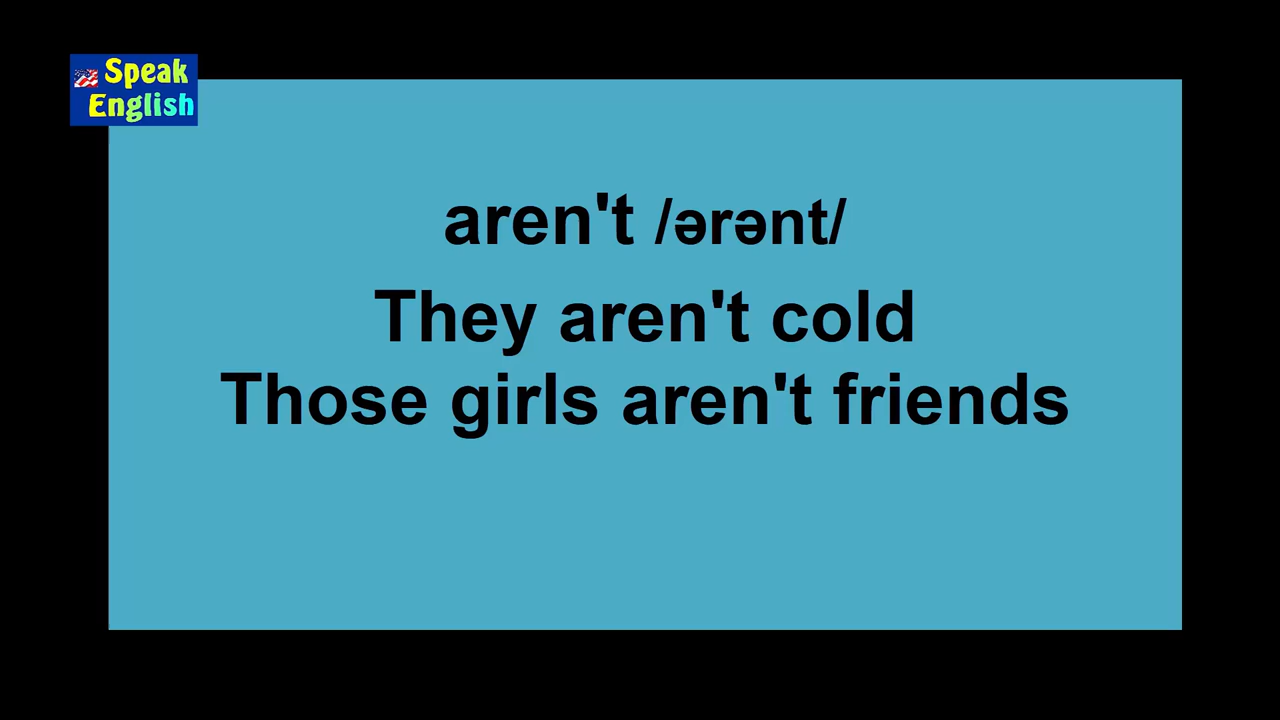 Speak
English
aren't /ərənt/
They aren't cold
Those girls aren't friends